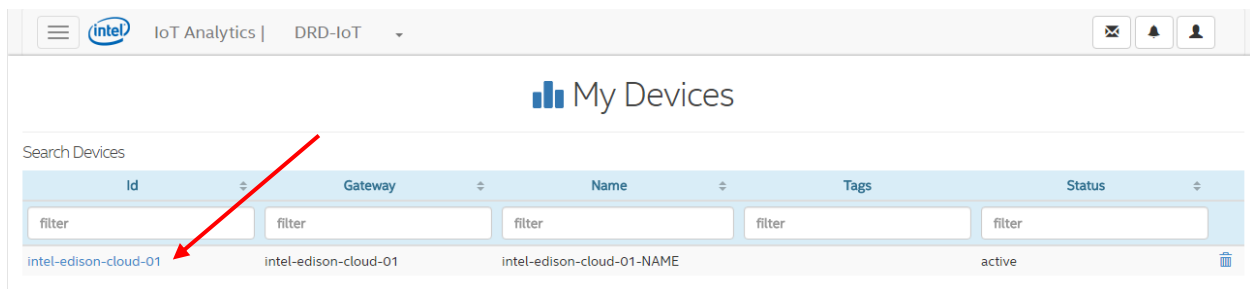 intel IoT Analytics | DRD-IoT
My Devices
Search Devices
Id Gateway Name Tags Status
filter filter filter filter filter
intel-edison-cloud-01 intel-edison-cloud-01 intel-edison-cloud-01-NAME active